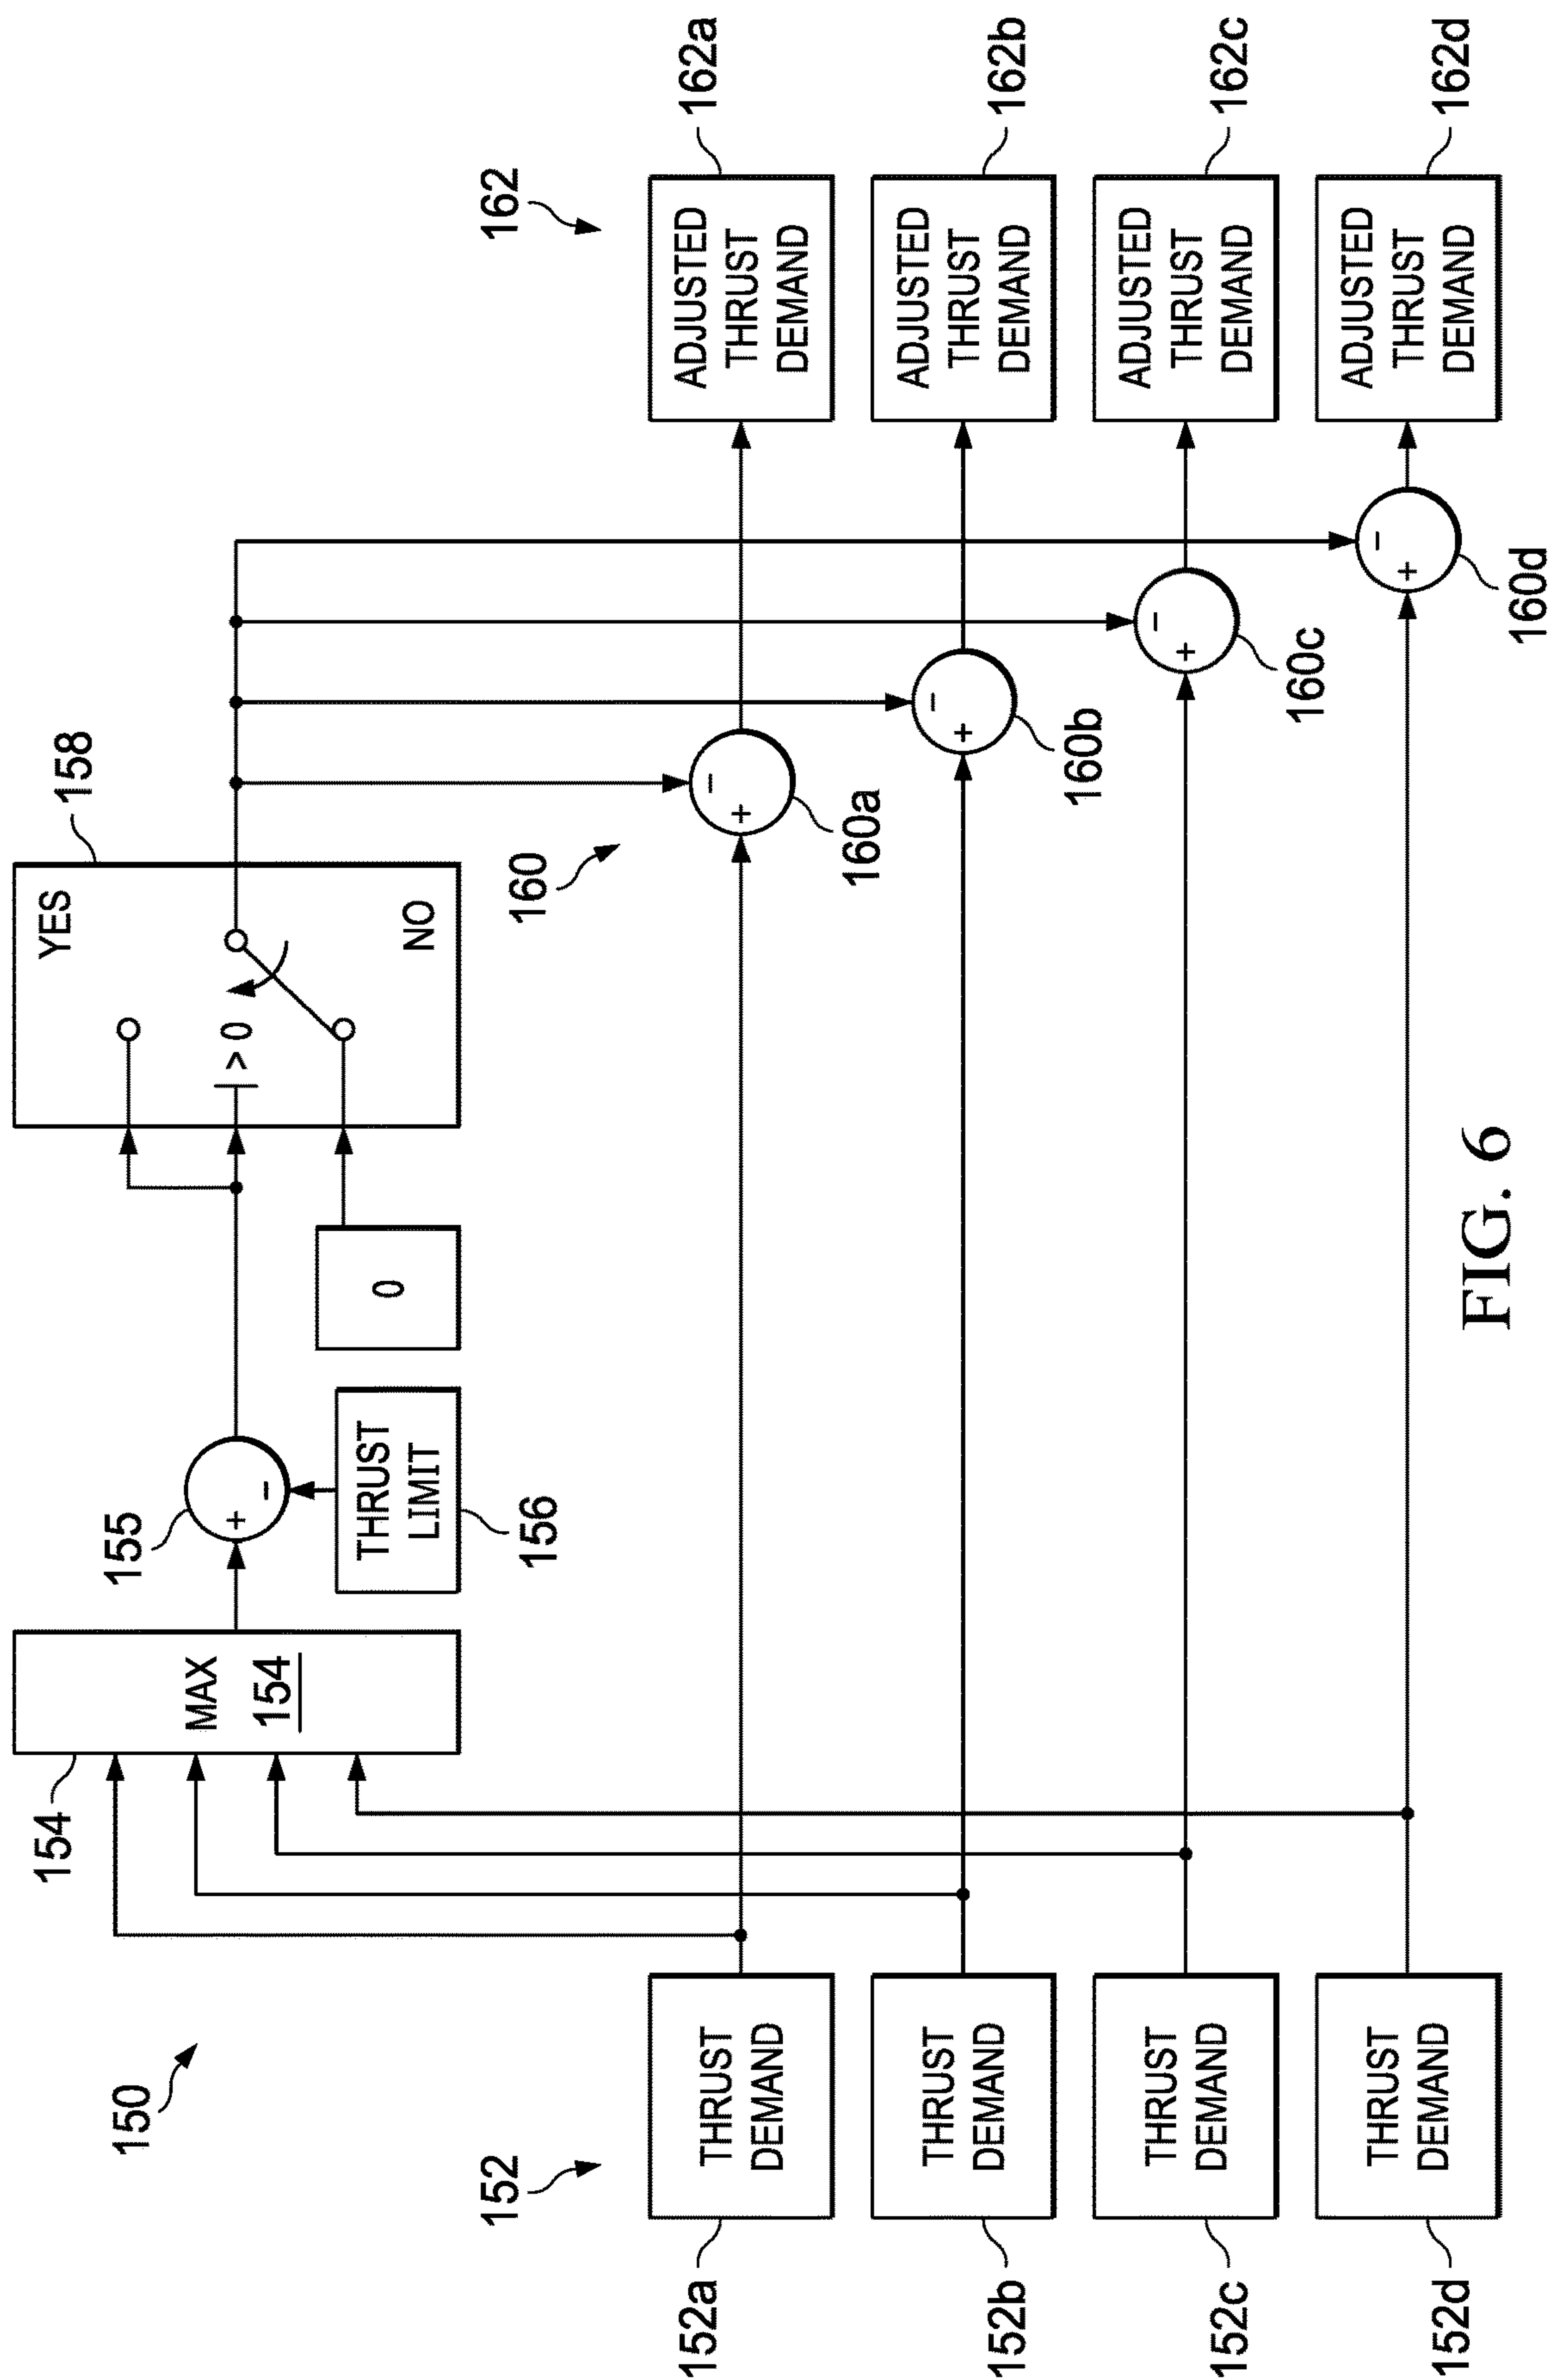 150
154
MAX
154
155
THRUST
LIMIT
156
0
158
YES
> 0
NO
152
160
162
152a
THRUST
DEMAND
+
-
160a
ADJUSTED
THRUST
DEMAND
162a
152b
THRUST
DEMAND
+
-
160b
ADJUSTED
THRUST
DEMAND
162b
152c
THRUST
DEMAND
+
-
160c
ADJUSTED
THRUST
DEMAND
162c
152d
THRUST
DEMAND
+
-
160d
ADJUSTED
THRUST
DEMAND
162d
+
-
FIG. 6